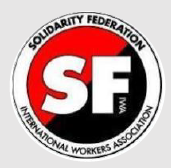 SOLIDARITY FEDERATION
SF
IWA
INTERNATIONAL WORKERS ASSOCIATION